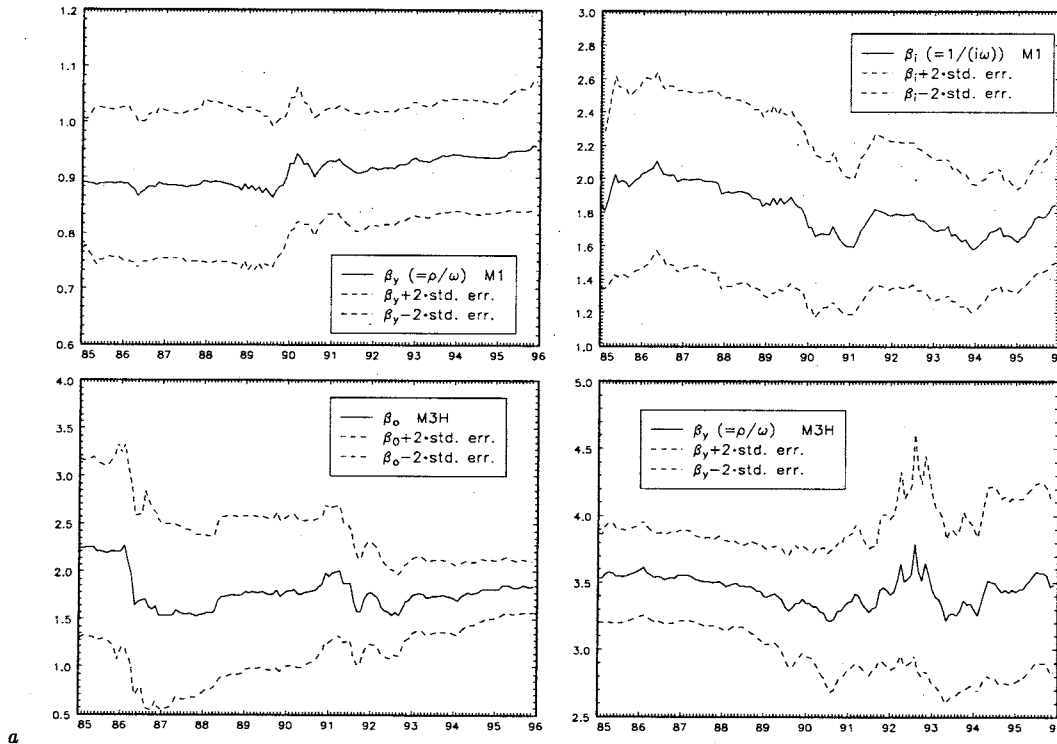 1.2
1.1
1.0
0.9
0.8
0.7
0.6
85 86 87 88 89 90 91 92 93 94 95 96
β_y (=ρ/ω) M1
β_y+2•std. err.
β_y−2•std. err.
3.0
2.8
2.6
2.4
2.2
2.0
1.8
1.6
1.4
1.2
1.0
85 86 87 88 89 90 91 92 93 94 95 9
β_i (=1/(iω)) M1
β_i+2•std. err.
β_i−2•std. err.
4.0
3.5
3.0
2.5
2.0
1.5
1.0
0.5
85 86 87 88 89 90 91 92 93 94 95 96
β_o M3H
β_o+2•std. err.
β_o−2•std. err.
5.0
4.5
4.0
3.5
3.0
2.5
85 86 87 88 89 90 91 92 93 94 95 9
β_y (=ρ/ω) M3H
β_y+2•std. err.
β_y−2•std. err.
a